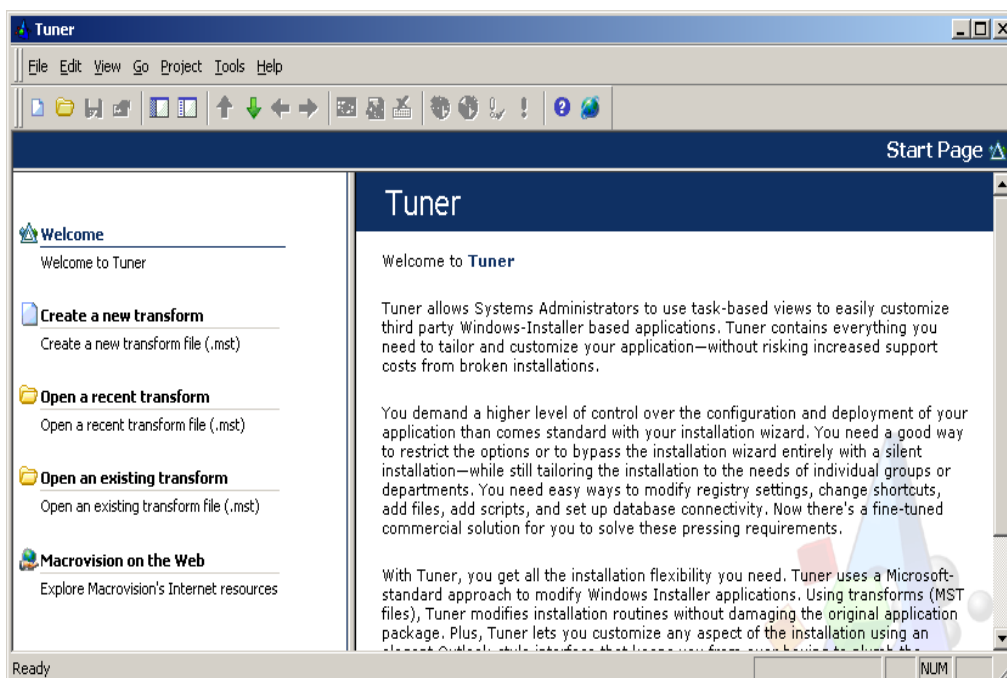 Tuner
File Edit View Go Project Tools Help
Start Page
Welcome
Welcome to Tuner
Create a new transform
Create a new transform file (.mst)
Open a recent transform
Open a recent transform file (.mst)
Open an existing transform
Open an existing transform file (.mst)
Macrovision on the Web
Explore Macrovision's Internet resources
Tuner
Welcome to Tuner
Tuner allows Systems Administrators to use task-based views to easily customize
third party Windows-Installer based applications. Tuner contains everything you
need to tailor and customize your application—without risking increased support
costs from broken installations.
You demand a higher level of control over the configuration and deployment of your
application than comes standard with your installation wizard. You need a good way
to restrict the options or to bypass the installation wizard entirely with a silent
installation—while still tailoring the installation to the needs of individual groups or
departments. You need easy ways to modify registry settings, change shortcuts,
add files, add scripts, and set up database connectivity. Now there's a fine-tuned
commercial solution for you to solve these pressing requirements.
With Tuner, you get all the installation flexibility you need. Tuner uses a Microsoft-
standard approach to modify Windows Installer applications. Using transforms (MST
files), Tuner modifies installation routines without damaging the original application
package. Plus, Tuner lets you customize any aspect of the installation using an
Ready
NUM